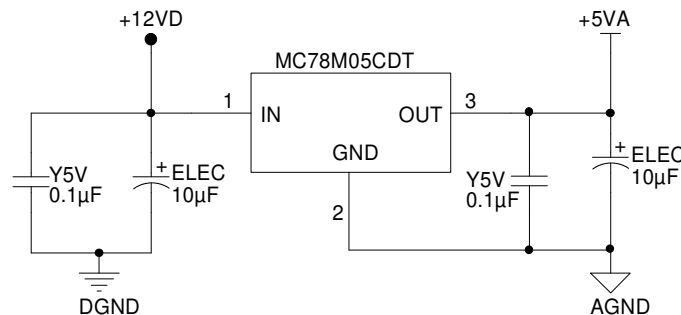 +12VD
+5VA
MC78M05CDT
1
IN
OUT
3
GND
2
Y5V
0.1µF
+
ELEC
10µF
Y5V
0.1µF
+
ELEC
10µF
DGND
AGND